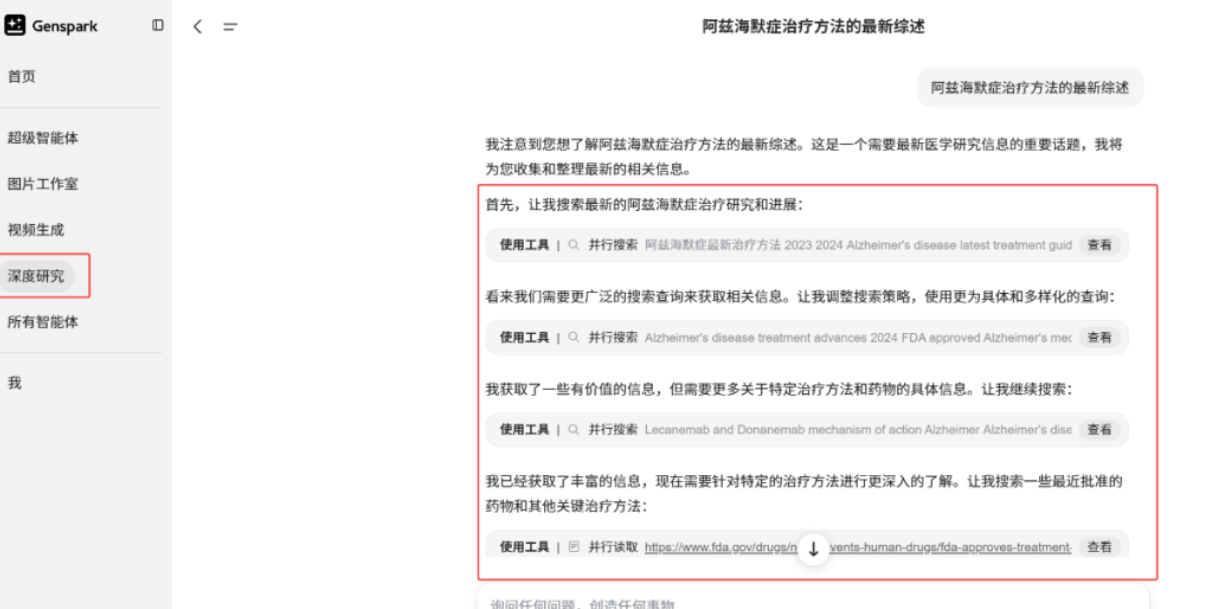 Genspark
首页
超级智能体
图片工作室
视频生成
深度研究
所有智能体
我
阿兹海默症治疗方法的最新综述
阿兹海默症治疗方法的最新综述
我注意到您想了解阿兹海默症治疗方法的最新综述。这是一个需要最新医学研究信息的重要话题，我将
为您收集和整理最新的相关信息。
首先，让我搜索最新的阿兹海默症治疗研究和进展：
使用工具 | 并行搜索 阿兹海默症最新治疗方法 2023 2024 Alzheimer's disease latest treatment guid 查看
看来我们需要更广泛的搜索查询来获取相关信息。让我调整搜索策略，使用更为具体和多样化的查询：
使用工具 | 并行搜索 Alzheimer's disease treatment advances 2024 FDA approved Alzheimer's mec 查看
我获取了一些有价值的信息，但需要更多关于特定治疗方法和药物的具体信息。让我继续搜索：
使用工具 | 并行搜索 Lecanemab and Donanemab mechanism of action Alzheimer Alzheimer's dise 查看
我已经获取了丰富的信息，现在需要针对特定的治疗方法进行更深入的了解。让我搜索一些最近批准的
药物和其他关键治疗方法：
使用工具 | 并行读取 https://www.fda.gov/drugs/n vents-human-drugs/fda-approves-treatment- 查看
询问任何问题，创造任何事物